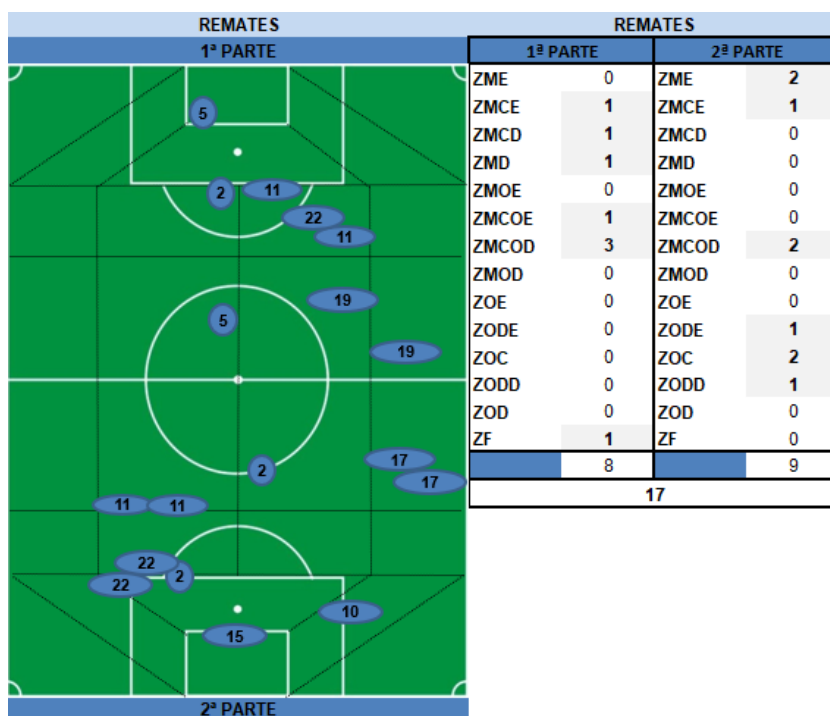 REMATES REMATES
1ª PARTE 1ª PARTE 2ª PARTE
ZME 0 ZME 2
ZMCE 1 ZMCE 1
ZMCD 1 ZMCD 0
ZMD 1 ZMD 0
ZMOE 0 ZMOE 0
ZMCOE 1 ZMCOE 0
ZMCOD 3 ZMCOD 2
ZMOD 0 ZMOD 0
ZOE 0 ZOE 0
ZODE 0 ZODE 1
ZOC 0 ZOC 2
ZODD 0 ZODD 1
ZOD 0 ZOD 0
ZF 1 ZF 0
8 9
17
5
2 11
22
11
19
5
19
2 17
17
11 11
22 2
22
10
15
2ª PARTE